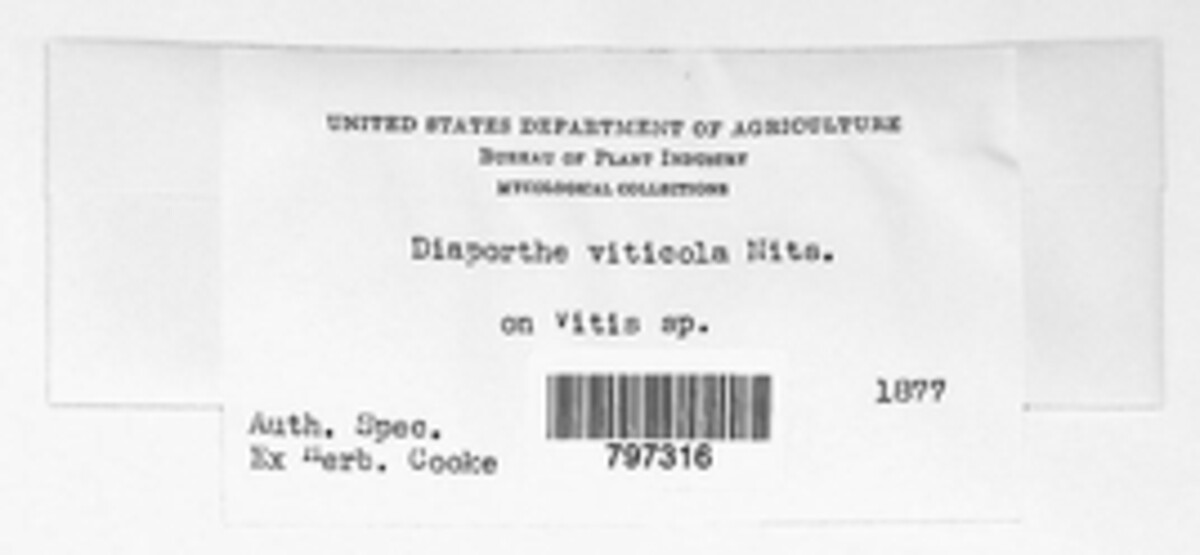 UNITED STATES DEPARTMENT OF AGRICULTURE
BUREAU OF PLANT INDUSTRY
MYCOLOGICAL COLLECTIONS
Diaporthe viticola Nits.
on Vitis sp.
1877
Auth. Spec.
Ex Herb. Cooke
797316